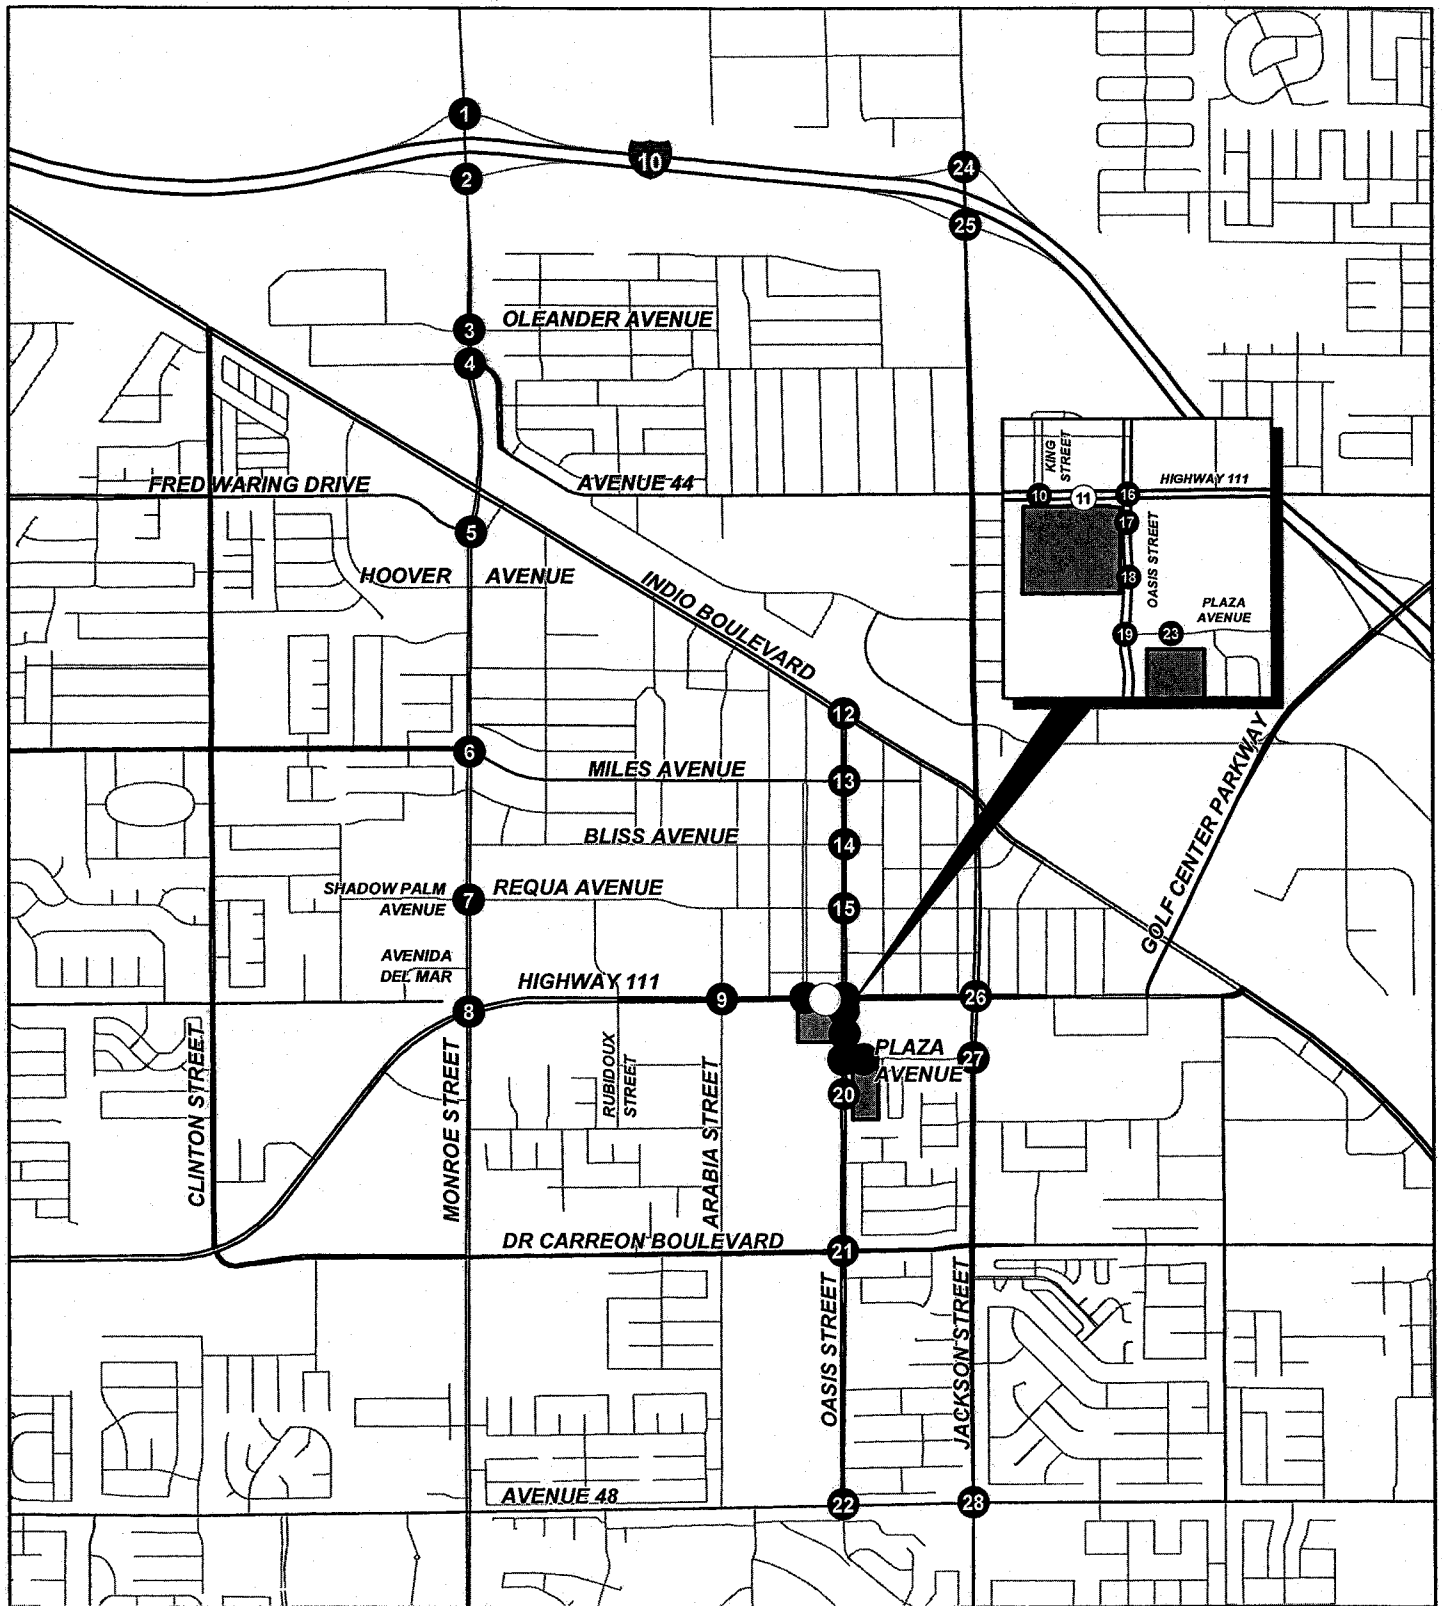 1
10
2
24
25
3
OLEANDER AVENUE
4
KING
STREET
HIGHWAY 111
10
11
16
17
OASIS STREET
18
PLAZA
AVENUE
19
23
FRED WARING DRIVE
AVENUE 44
5
HOOVER AVENUE
INDIO BOULEVARD
12
6
MILES AVENUE
13
GOLF CENTER PARKWAY
BLISS AVENUE
14
SHADOW PALM
AVENUE
7
REQUA AVENUE
15
AVENIDA
DEL MAR
HIGHWAY 111
8
9
26
RUBIDOUX
STREET
PLAZA
AVENUE
27
20
CLINTON STREET
MONROE STREET
ARABIA STREET
DR CARREON BOULEVARD
21
OASIS STREET
JACKSON STREET
AVENUE 48
22
28